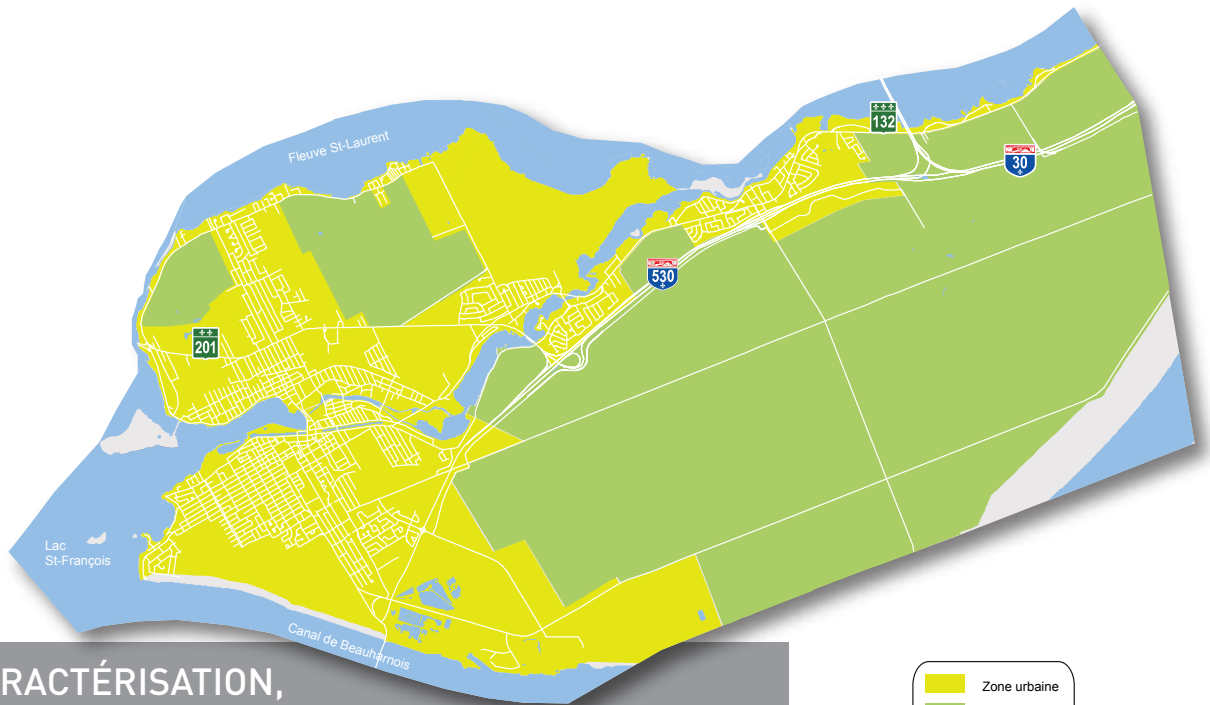 Fleuve St-Laurent
132
30
530
201
Lac
St-François
Canal de Beauharnois
RACTÉRISATION,
Zone urbaine